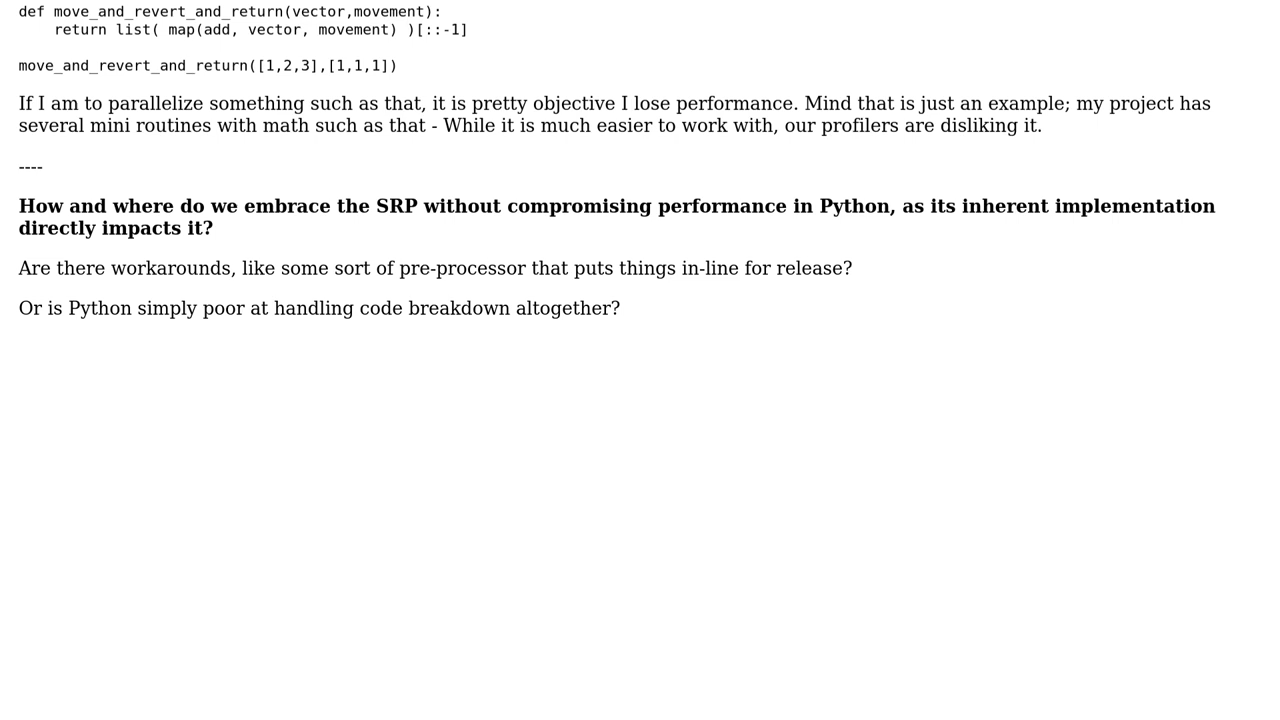 def move_and_revert_and_return(vector,movement):
    return list( map(add, vector, movement) )[::-1]
move_and_revert_and_return([1,2,3],[1,1,1])
If I am to parallelize something such as that, it is pretty objective I lose performance. Mind that is just an example; my project has
several mini routines with math such as that - While it is much easier to work with, our profilers are disliking it.
----
How and where do we embrace the SRP without compromising performance in Python, as its inherent implementation
directly impacts it?
Are there workarounds, like some sort of pre-processor that puts things in-line for release?
Or is Python simply poor at handling code breakdown altogether?